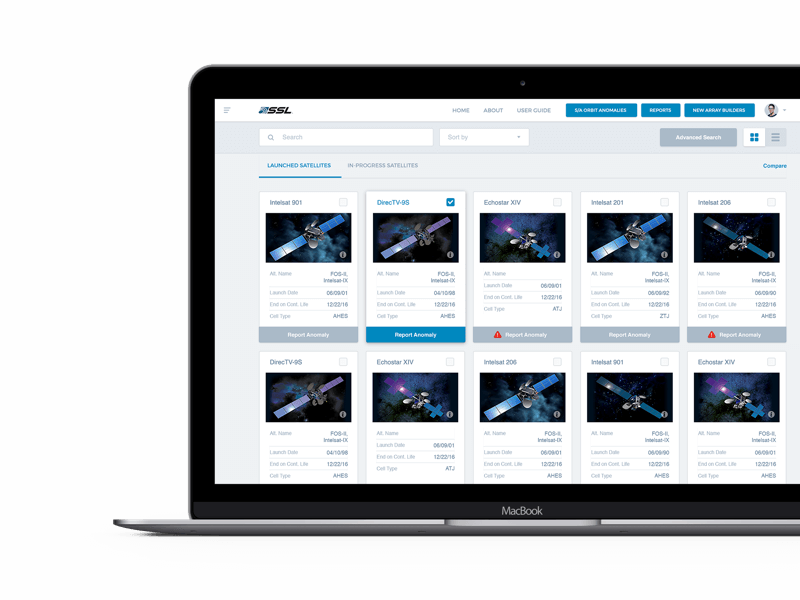 SSL
HOME ABOUT USER GUIDE S/A ORBIT ANOMALIES REPORTS NEW ARRAY BUILDERS
Search Sort by Advanced Search
LAUNCHED SATELLITES IN-PROGRESS SATELLITES Compare
Intelsat 901 DirecTV-9S Echostar XIV Intelsat 201 Intelsat 206
Alt. Name FOS-II, Alt. Name FOS-II, Alt. Name Alt. Name FOS-II, Alt. Name FOS-II,
Intelsat-IX Intelsat-IX Launch Date 06/09/01 Intelsat-IX Intelsat-IX
Launch Date 06/09/01 Launch Date 04/10/98 End on Cont. Life 12/22/16 Launch Date 06/09/92 Launch Date 06/09/90
End on Cont. Life 12/22/16 End on Cont. Life 12/22/16 Cell Type ATJ End on Cont. Life 12/22/16 End on Cont. Life 12/22/16
Cell Type AHES Cell Type AHES Cell Type ZTJ Cell Type AHES
Report Anomaly Report Anomaly Report Anomaly Report Anomaly Report Anomaly
DirecTV-9S Echostar XIV Intelsat 206 Intelsat 901 Echostar XIV
Alt. Name FOS-II, Alt. Name Alt. Name FOS-II, Alt. Name FOS-II, Alt. Name FOS-II,
Intelsat-IX Launch Date 06/09/01 Intelsat-IX Intelsat-IX Intelsat-IX
Launch Date 04/10/98 End on Cont. Life 12/22/16 Launch Date 06/09/01 Launch Date 06/09/90 Launch Date 06/09/01
End on Cont. Life 12/22/16 Cell Type ATJ End on Cont. Life 12/22/16 End on Cont. Life 12/22/16 End on Cont. Life 12/22/16
Cell Type AHES Cell Type AHES Cell Type AHES Cell Type AHES
MacBook